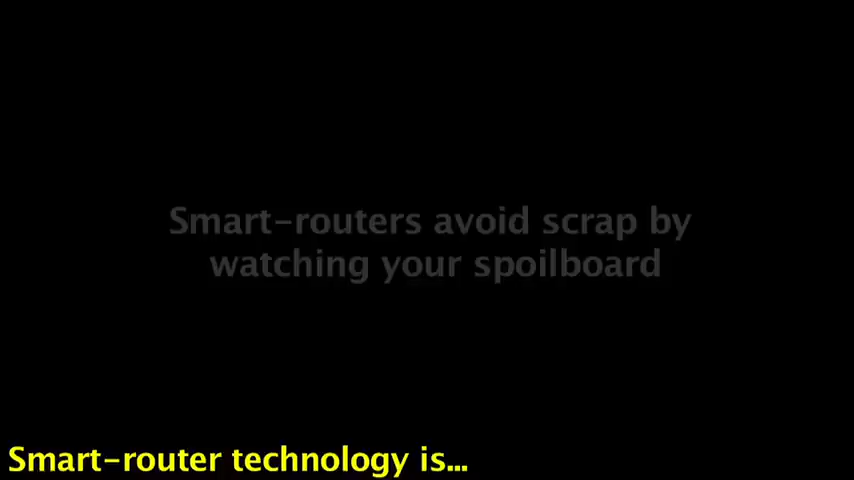 Smart-routers avoid scrap by
watching your spoilboard
Smart-router technology is...